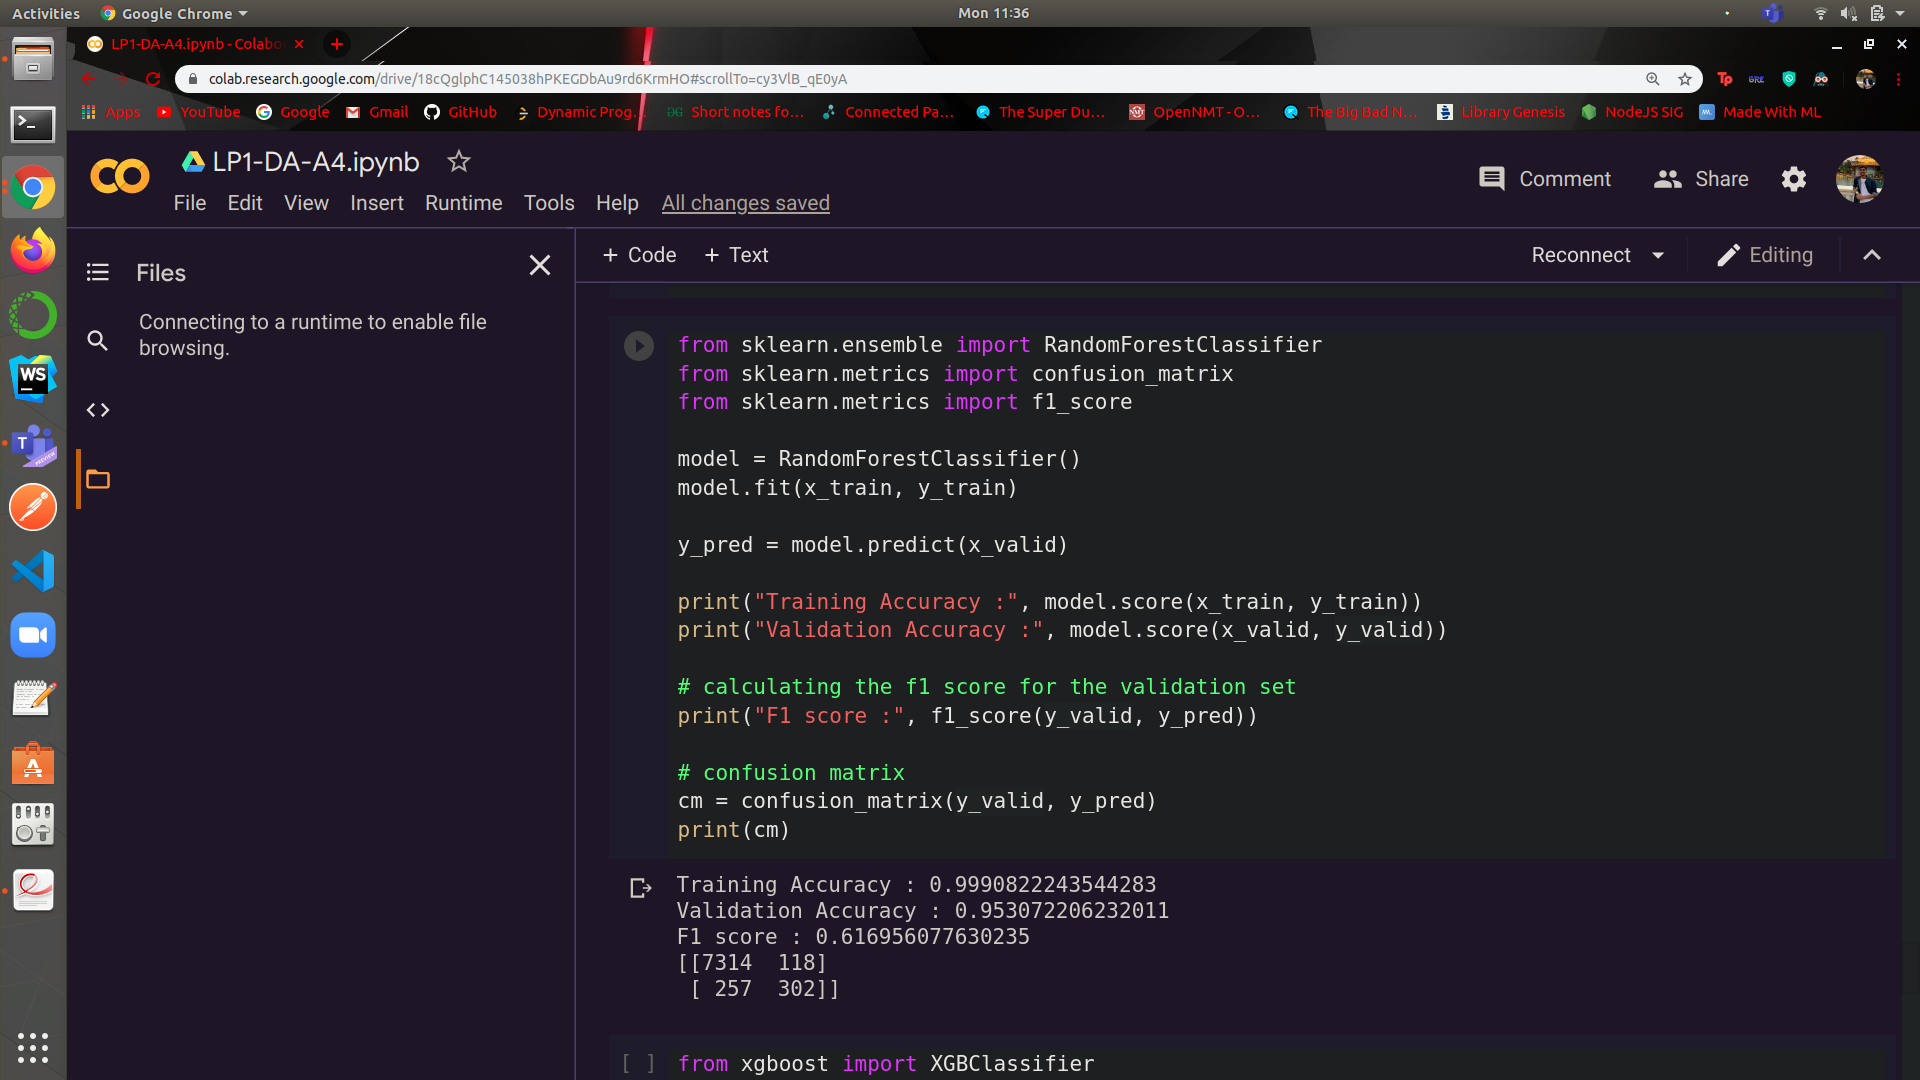 Activities
Google Chrome
Mon 11:36
LP1-DA-A4.ipynb - Colabo
colab.research.google.com/drive/18cQglphC145038hPKEGDbAu9rd6KrmHO#scrollTo=cy3VlB_qE0yA
Apps YouTube Google Gmail GitHub Dynamic Prog... Short notes fo... Connected Pa... The Super Du... OpenNMT - O... The Big Bad N... Library Genesis NodeJS SIG Made With ML
LP1-DA-A4.ipynb
Comment Share
File Edit View Insert Runtime Tools Help All changes saved
+ Code + Text
Reconnect Editing
Files
Connecting to a runtime to enable file
browsing.
from sklearn.ensemble import RandomForestClassifier
from sklearn.metrics import confusion_matrix
from sklearn.metrics import f1_score
model = RandomForestClassifier()
model.fit(x_train, y_train)
y_pred = model.predict(x_valid)
print("Training Accuracy :", model.score(x_train, y_train))
print("Validation Accuracy :", model.score(x_valid, y_valid))
# calculating the f1 score for the validation set
print("F1 score :", f1_score(y_valid, y_pred))
# confusion matrix
cm = confusion_matrix(y_valid, y_pred)
print(cm)
Training Accuracy : 0.9990822243544283
Validation Accuracy : 0.953072206232011
F1 score : 0.616956077630235
[[7314  118]
 [ 257  302]]
[ ] from xgboost import XGBClassifier
WS
T
PREVIEW
Tp
GRE